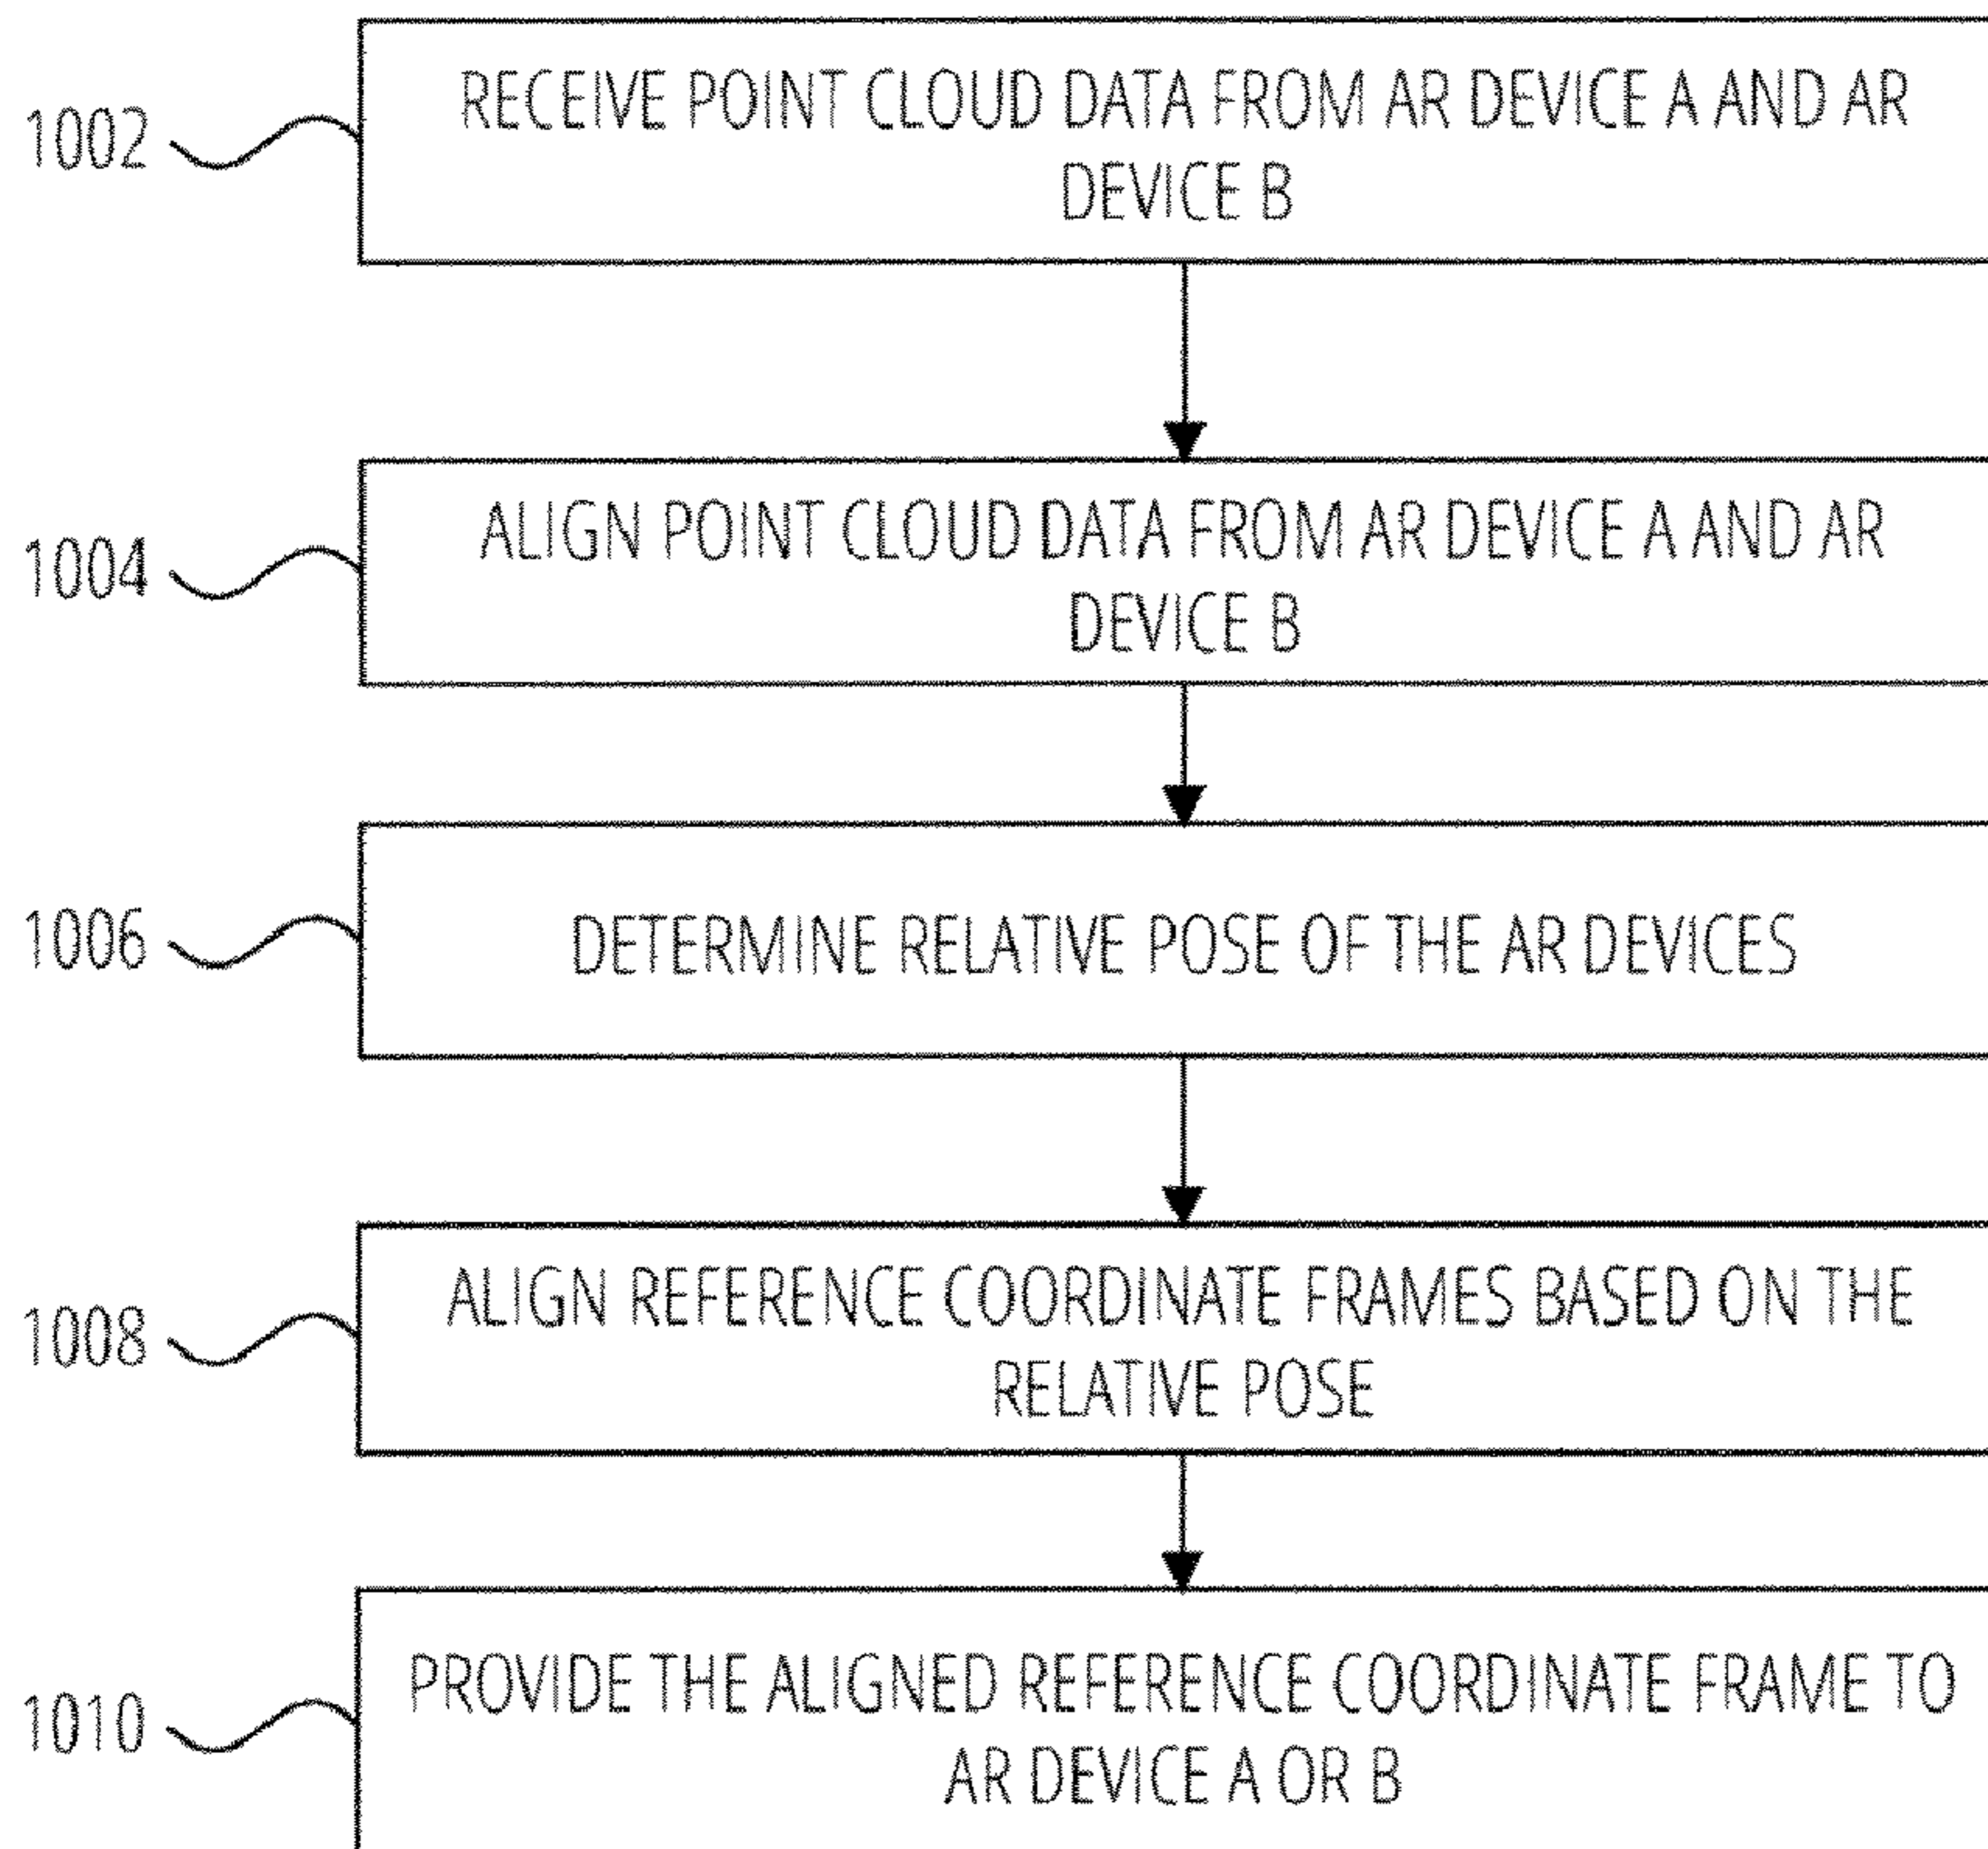 1002
RECEIVE POINT CLOUD DATA FROM AR DEVICE A AND AR
DEVICE B
1004
ALIGN POINT CLOUD DATA FROM AR DEVICE A AND AR
DEVICE B
1006
DETERMINE RELATIVE POSE OF THE AR DEVICES
1008
ALIGN REFERENCE COORDINATE FRAMES BASED ON THE
RELATIVE POSE
1010
PROVIDE THE ALIGNED REFERENCE COORDINATE FRAME TO
AR DEVICE A OR B